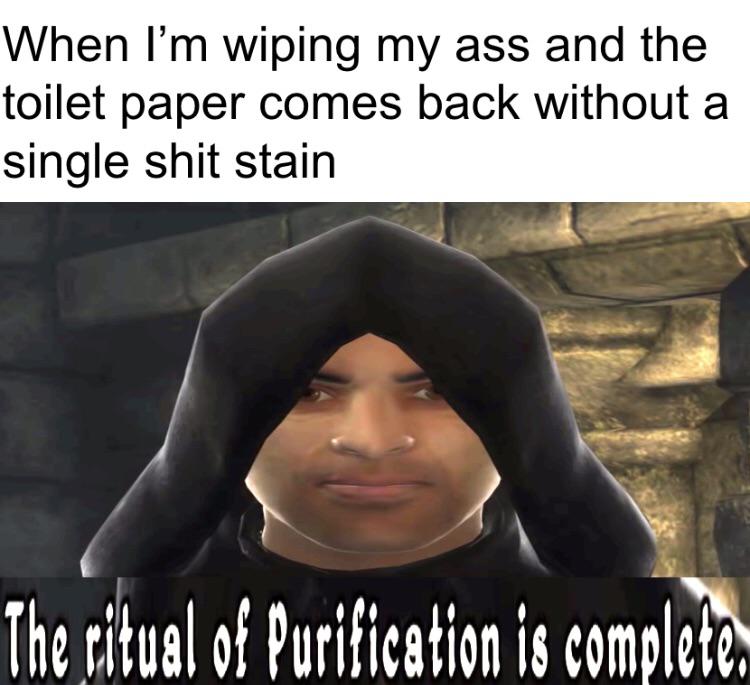 When I’m wiping my ass and the
toilet paper comes back without a
single shit stain
The ritual of Purification is complete.